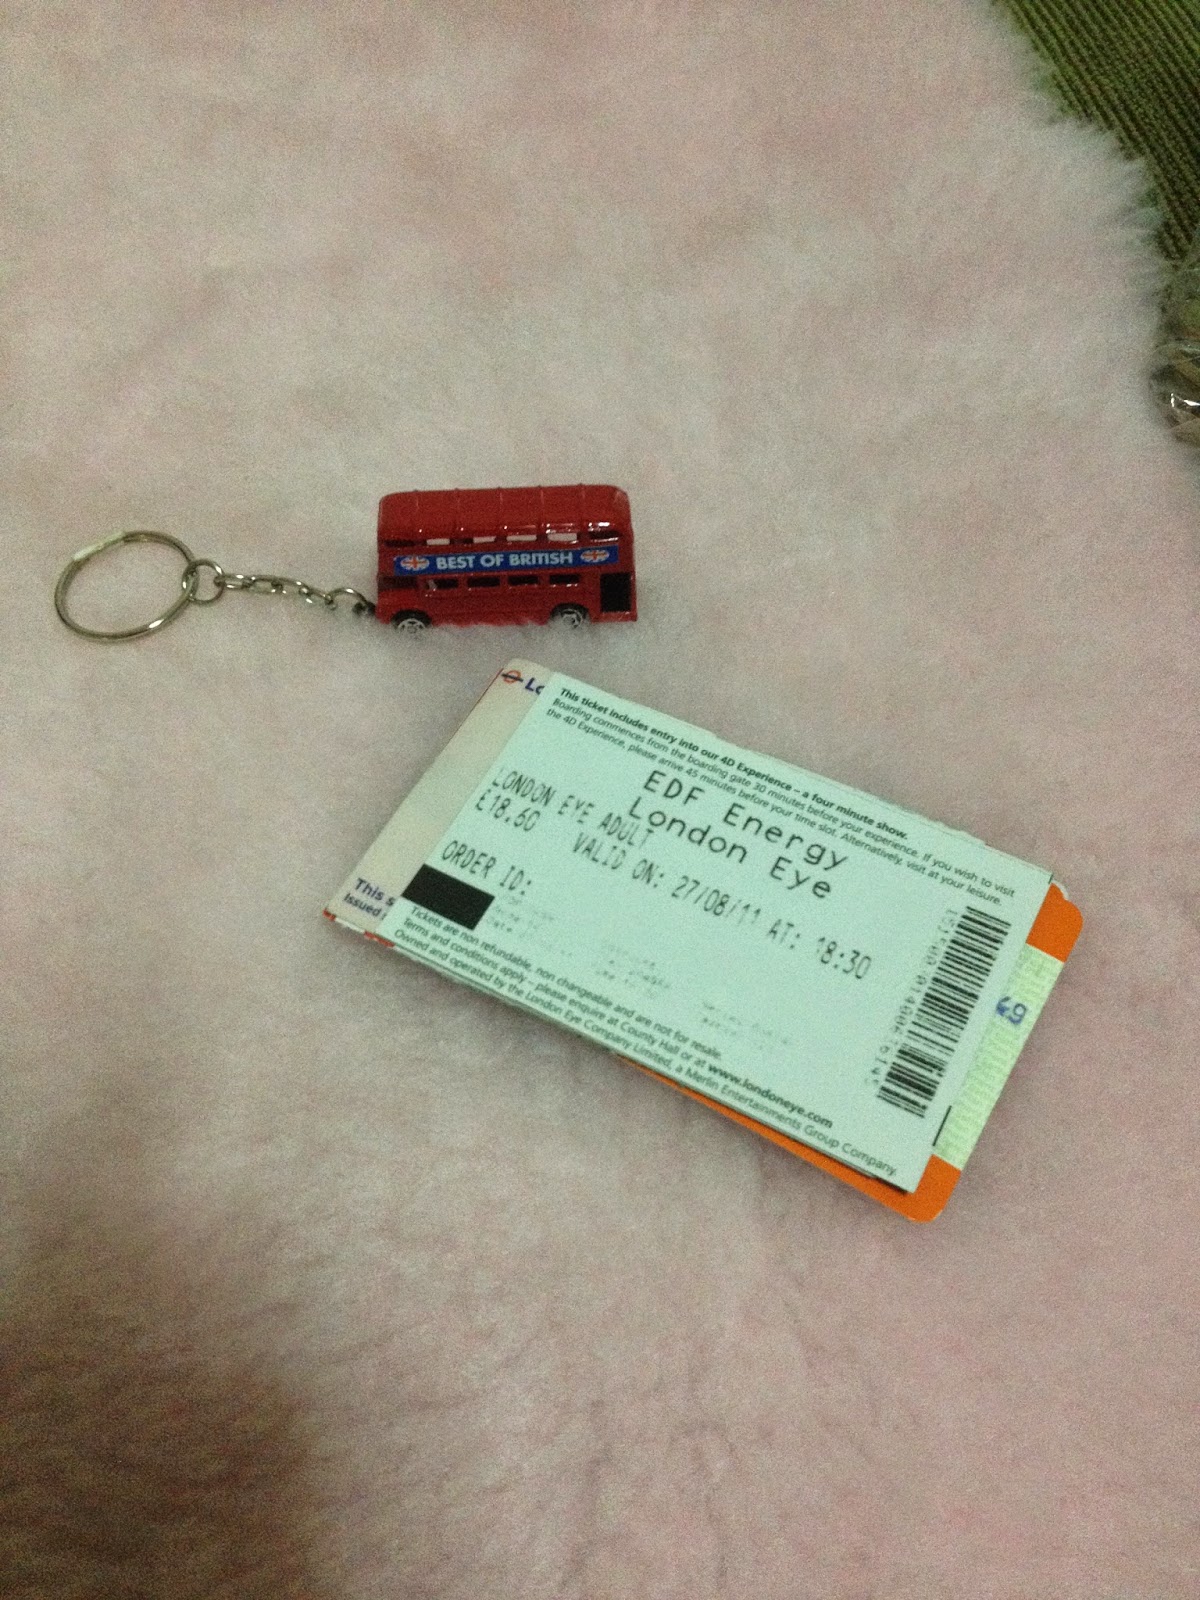 BEST OF BRITISH
This ticket includes entry into our 4D Experience – a four minute show.
Boarding commences from the boarding gate 30 minutes before your experience. If you wish to visit
the 4D Experience, please arrive 45 minutes before your time slot. Alternatively, visit at your leisure.
EDF Energy
London Eye
LONDON EYE ADULT
£18.60 VALID ON: 27/08/11 AT: 18:30
ORDER ID:
Tickets are non refundable, non changeable and are not for resale.
Terms and conditions apply – please enquire at County Hall or at www.londoneye.com
Owned and operated by the London Eye Company Limited, a Merlin Entertainments Group Company.
This
Issued